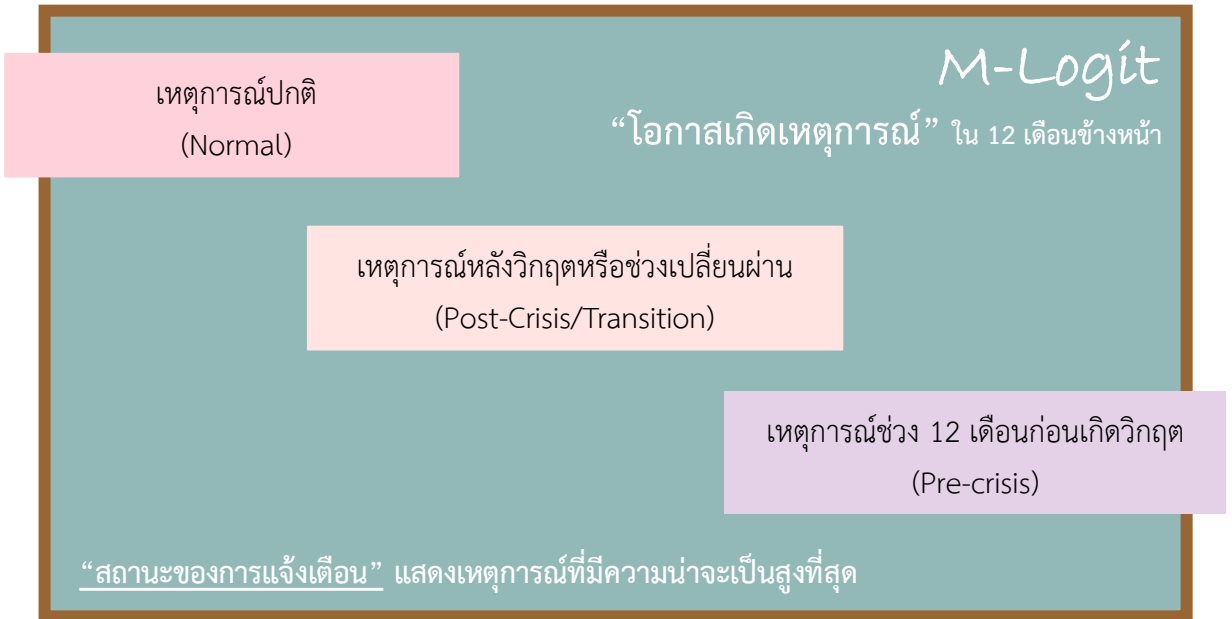 M-Logit
“โอกาสเกิดเหตุการณ์” ใน 12 เดือนข้างหน้า
เหตุการณ์ปกติ
(Normal)
เหตุการณ์หลังวิกฤตหรือช่วงเปลี่ยนผ่าน
(Post-Crisis/Transition)
เหตุการณ์ช่วง 12 เดือนก่อนเกิดวิกฤต
(Pre-crisis)
“สถานะของการแจ้งเตือน” แสดงเหตุการณ์ที่มีความน่าจะเป็นสูงที่สุด